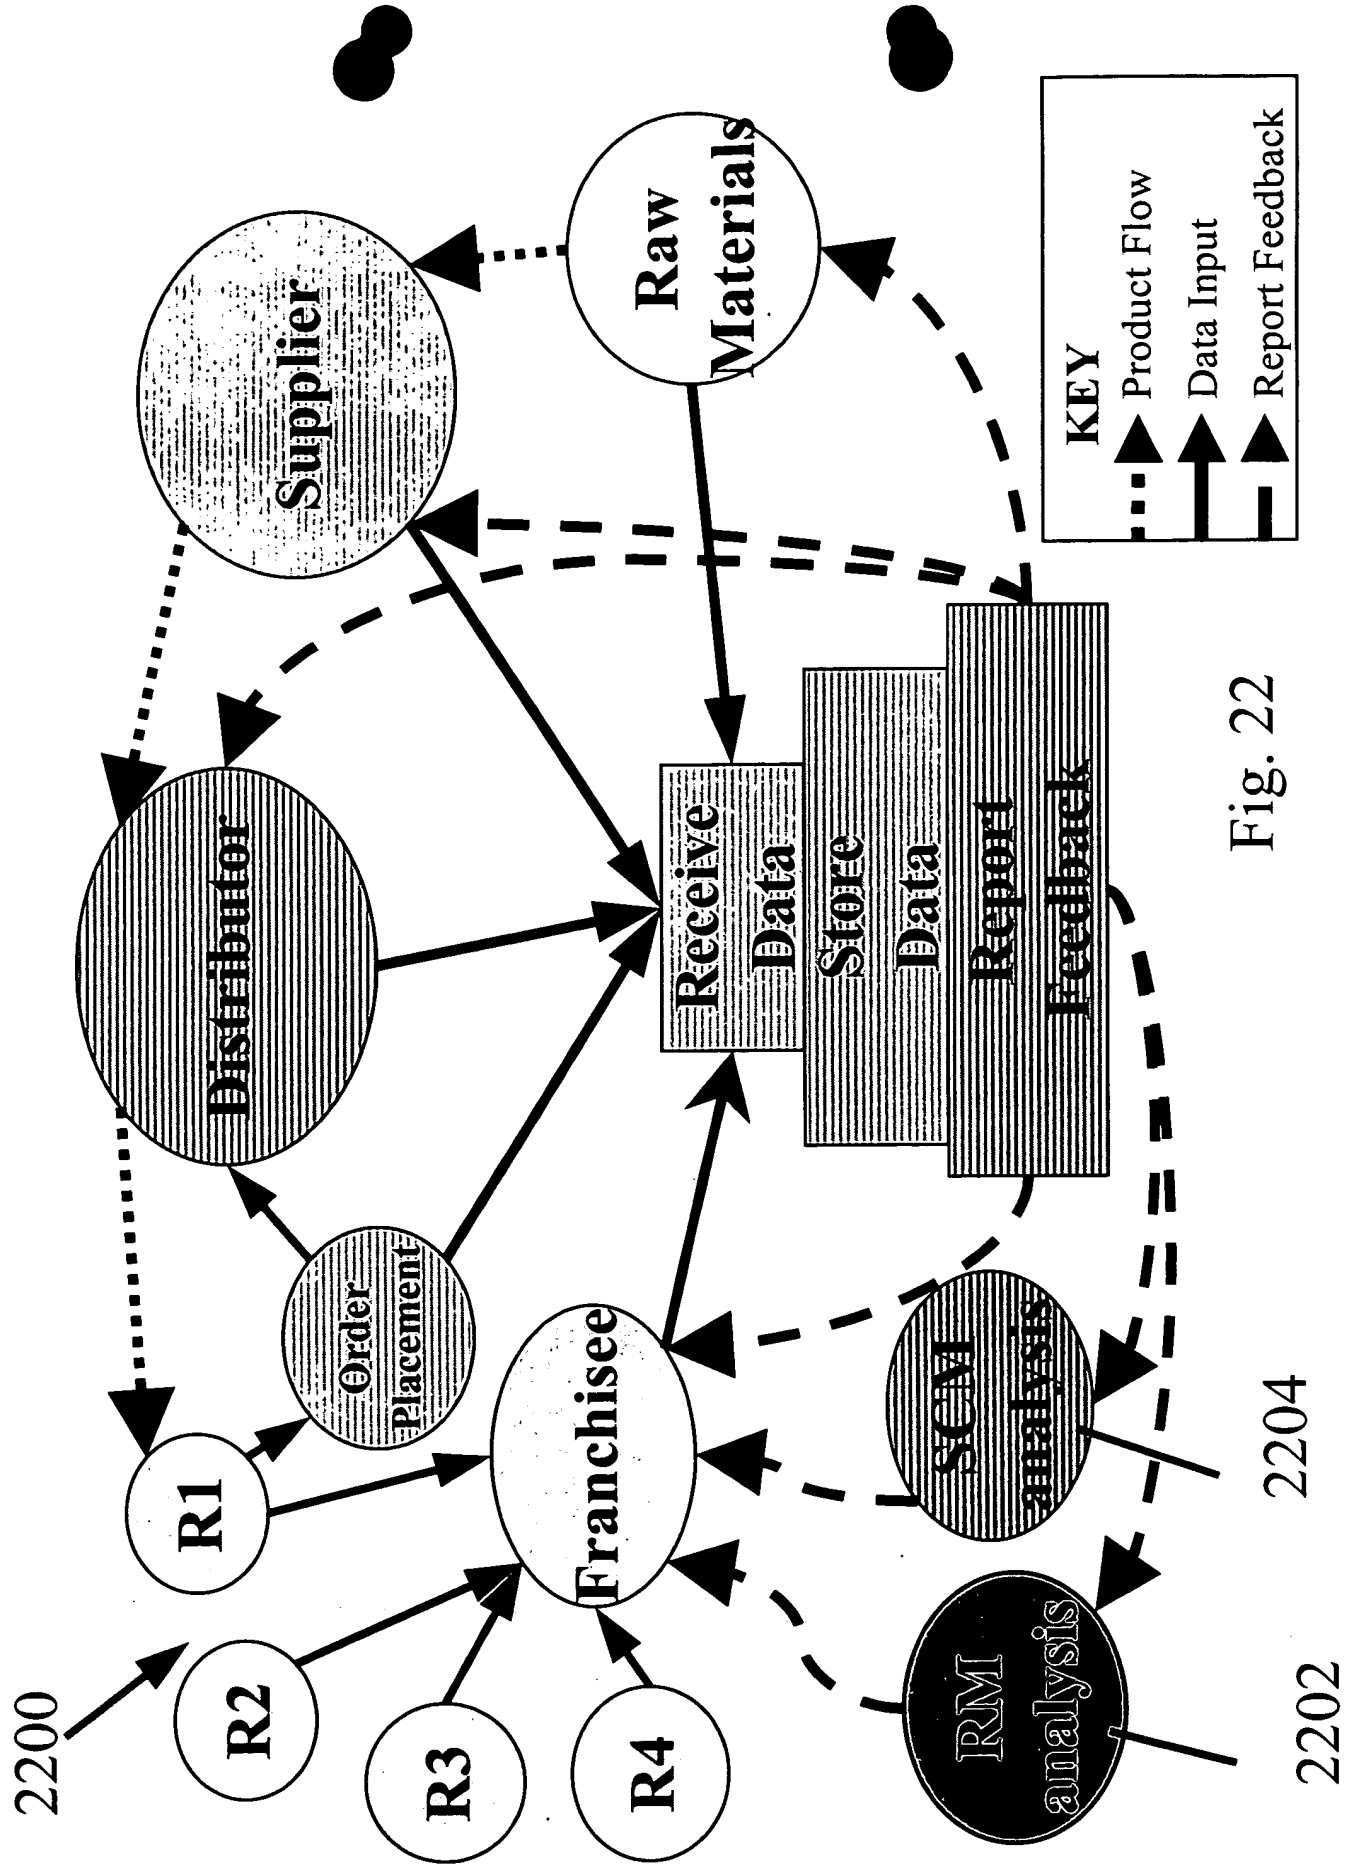 2200
R1
R2
R3
R4
Order
Placement
Distributor
Supplier
Raw
Materials
Franchisee
Receive
Data
Store
Data
Report
Feedback
SCM
analysis
RM
analysis
2202
2204
KEY
Product Flow
Data Input
Report Feedback
Fig. 22